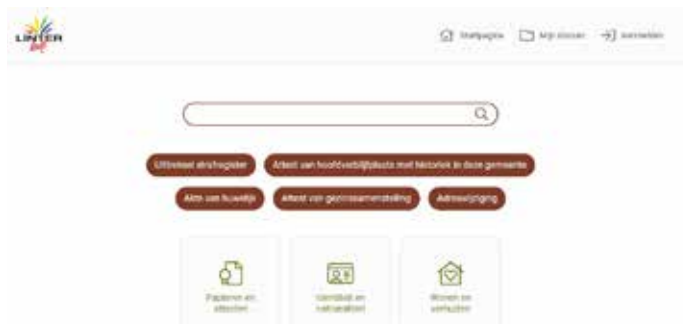 LINTER
Startpagina Mijn dossier Aanmelden
Uittreksel strafregister Attest van hoofdverblijfplaats met historiek in deze gemeente
Akte van huwelijk Attest van gezinssamenstelling Adreswijziging
Papieren en Identiteit en Wonen en
attesten nationaliteit verhuizen